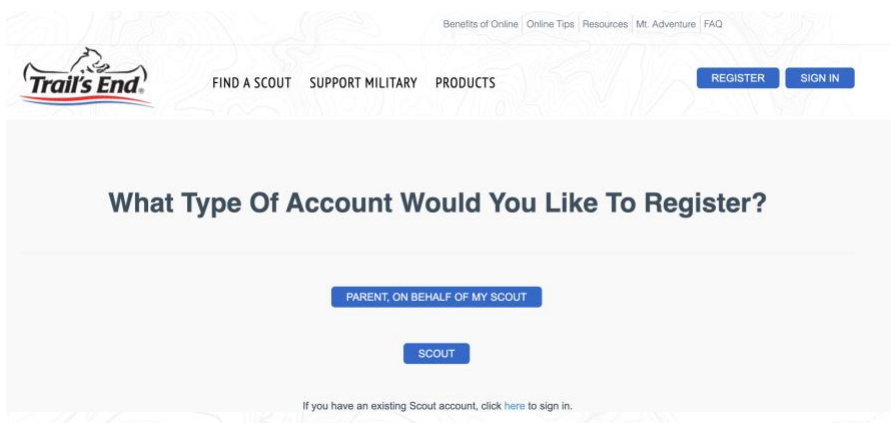 Benefits of Online | Online Tips | Resources | Mt. Adventure | FAQ
Trail's End®
FIND A SCOUT SUPPORT MILITARY PRODUCTS
REGISTER SIGN IN
What Type Of Account Would You Like To Register?
PARENT, ON BEHALF OF MY SCOUT
SCOUT
If you have an existing Scout account, click here to sign in.